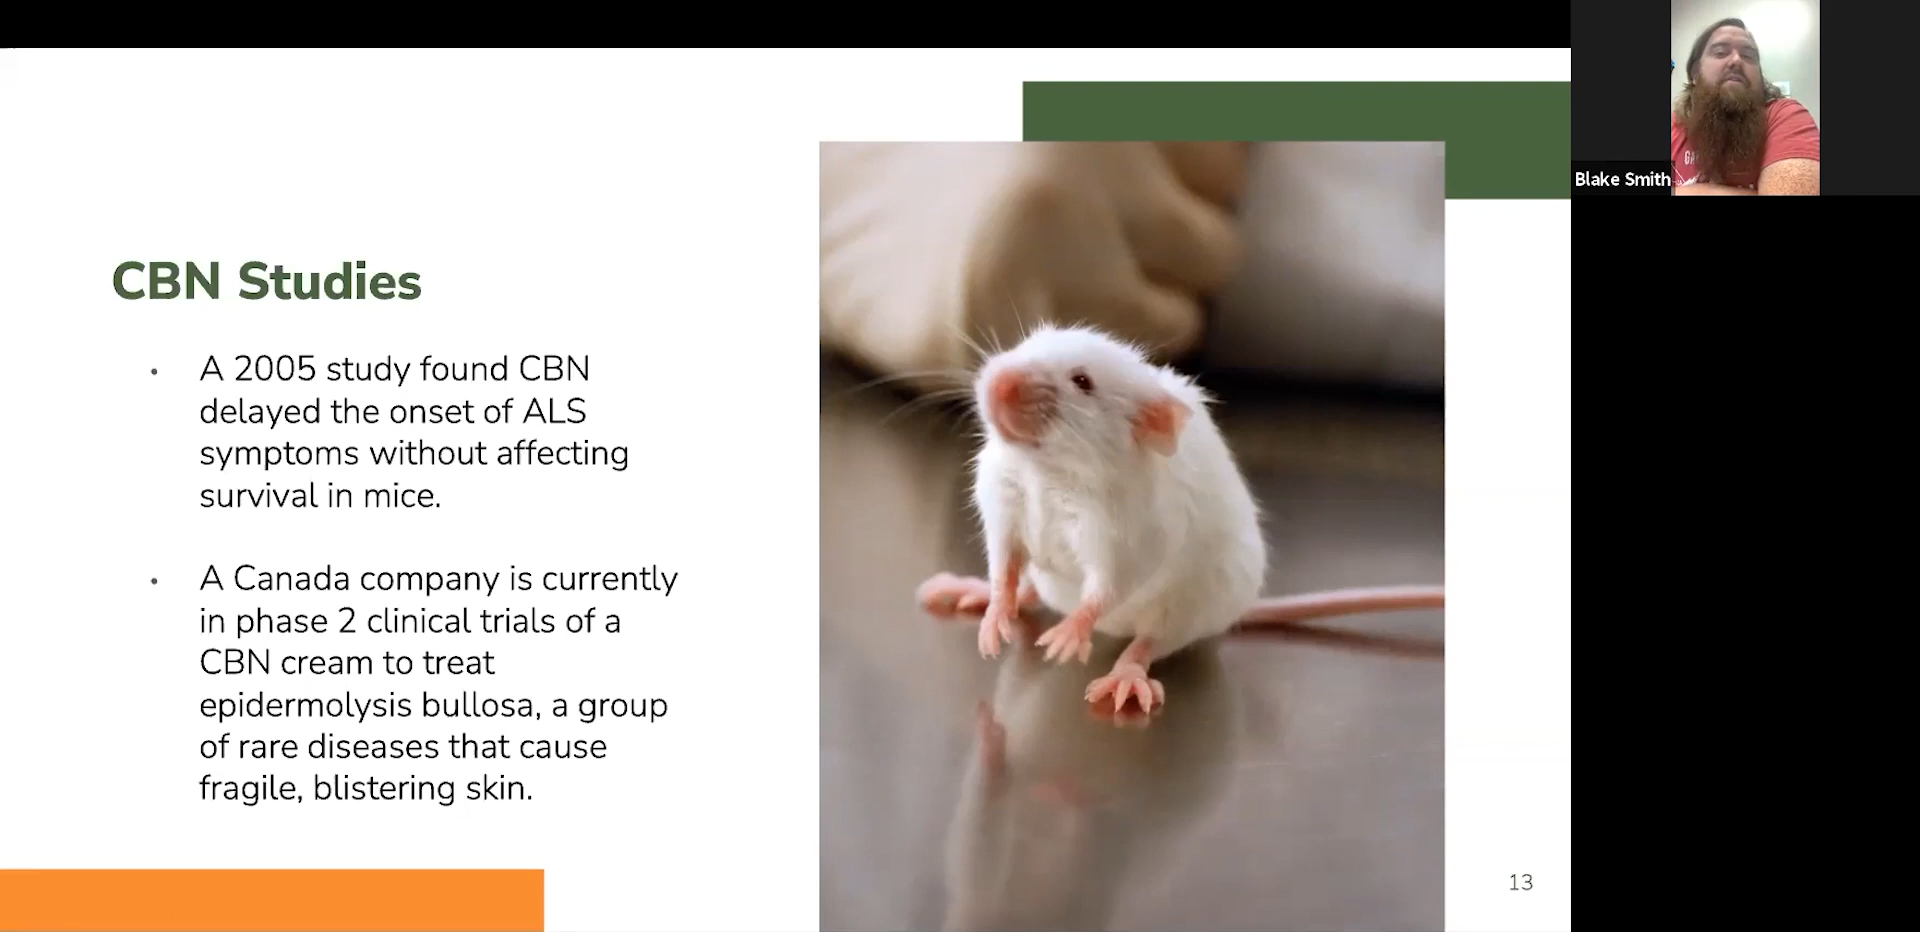 CBN Studies
• A 2005 study found CBN
delayed the onset of ALS
symptoms without affecting
survival in mice.
• A Canada company is currently
in phase 2 clinical trials of a
CBN cream to treat
epidermolysis bullosa, a group
of rare diseases that cause
fragile, blistering skin.
13
Blake Smith